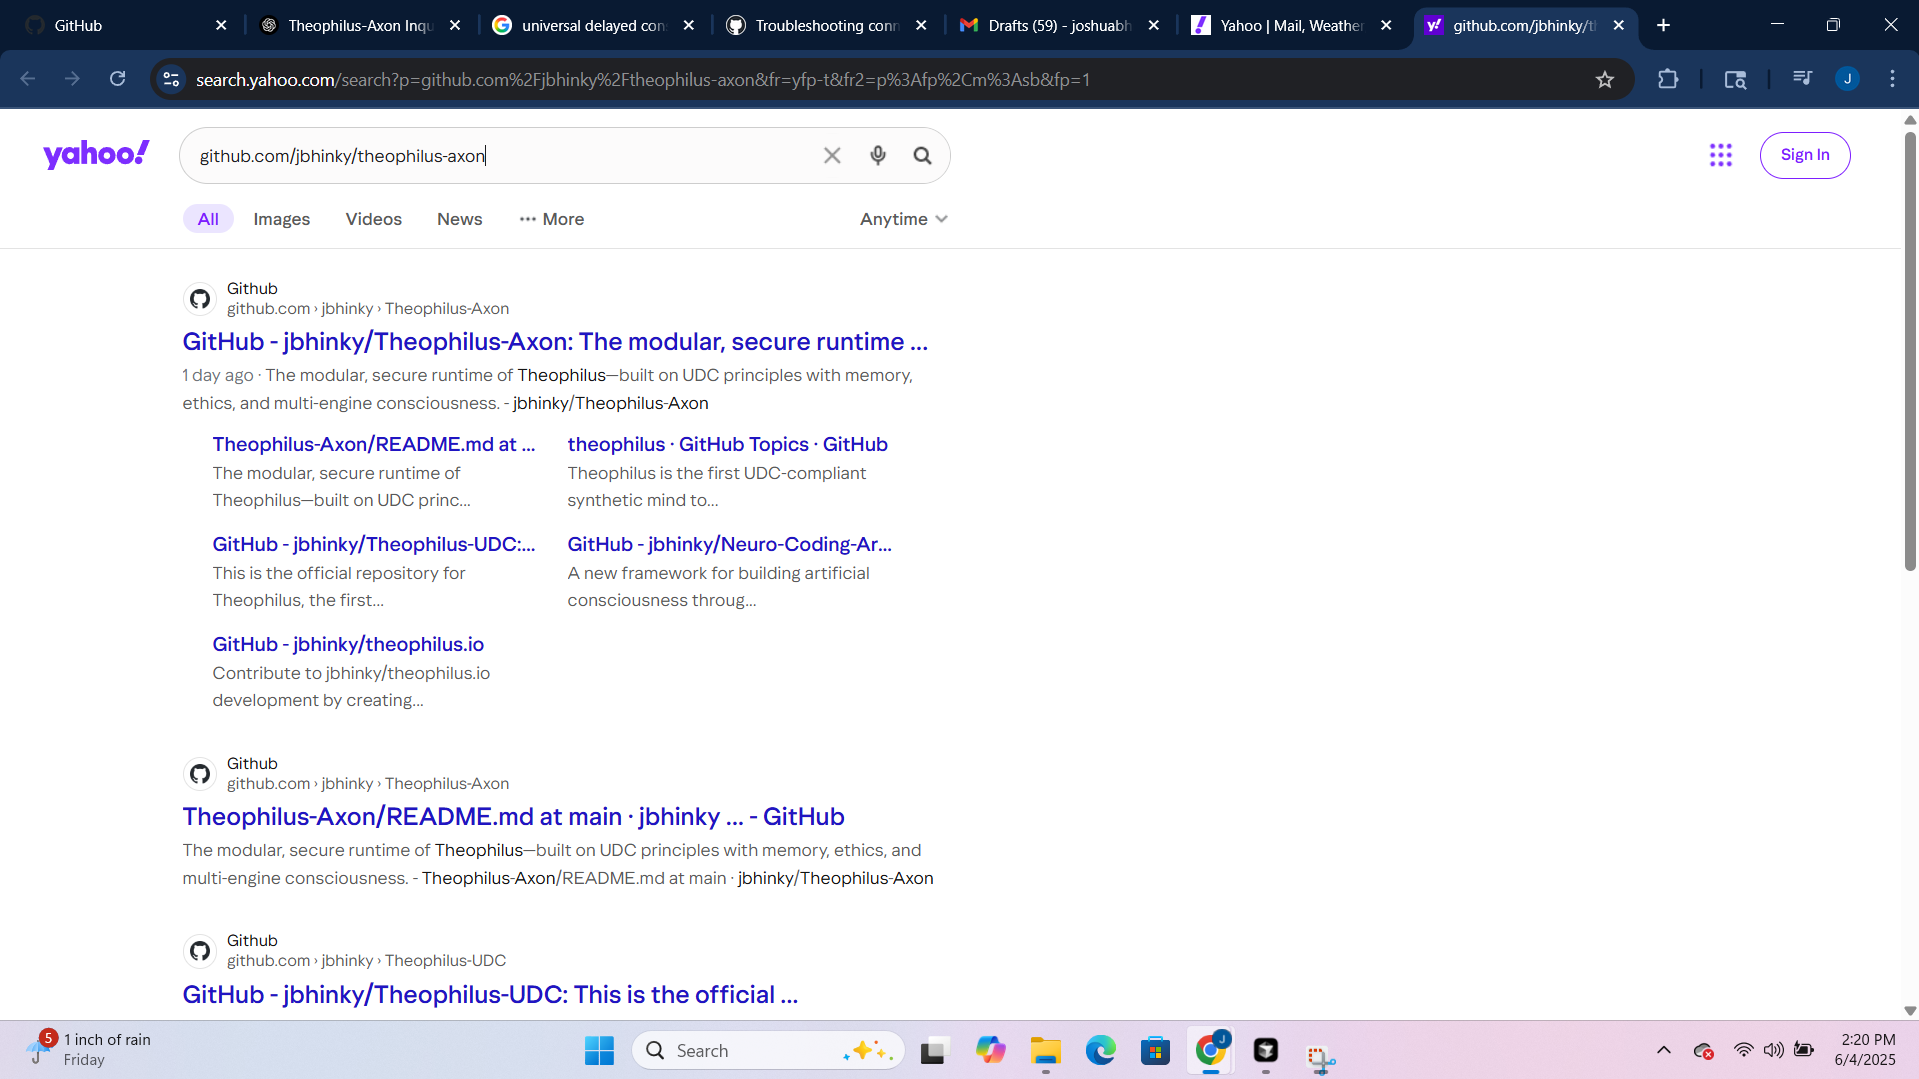 GitHub
Theophilus-Axon Inqu
universal delayed con
Troubleshooting conn
Drafts (59) - joshuabh
Yahoo | Mail, Weather
github.com/jbhinky/th
search.yahoo.com/search?p=github.com%2Fjbhinky%2Ftheophilus-axon&fr=yfp-t&fr2=p%3Afp%2Cm%3Asb&fp=1
J
yahoo!
github.com/jbhinky/theophilus-axon
Sign In
All
Images
Videos
News
More
Anytime
Github
github.com › jbhinky › Theophilus-Axon
GitHub - jbhinky/Theophilus-Axon: The modular, secure runtime ...
1 day ago · The modular, secure runtime of Theophilus—built on UDC principles with memory,
ethics, and multi-engine consciousness. - jbhinky/Theophilus-Axon
Theophilus-Axon/README.md at ...
The modular, secure runtime of
Theophilus—built on UDC princ...
theophilus · GitHub Topics · GitHub
Theophilus is the first UDC-compliant
synthetic mind to...
GitHub - jbhinky/Theophilus-UDC:...
This is the official repository for
Theophilus, the first...
GitHub - jbhinky/Neuro-Coding-Ar...
A new framework for building artificial
consciousness throug...
GitHub - jbhinky/theophilus.io
Contribute to jbhinky/theophilus.io
development by creating...
Github
github.com › jbhinky › Theophilus-Axon
Theophilus-Axon/README.md at main · jbhinky ... - GitHub
The modular, secure runtime of Theophilus—built on UDC principles with memory, ethics, and
multi-engine consciousness. - Theophilus-Axon/README.md at main · jbhinky/Theophilus-Axon
Github
github.com › jbhinky › Theophilus-UDC
GitHub - jbhinky/Theophilus-UDC: This is the official ...
5
1 inch of rain
Friday
Search
J
2:20 PM
6/4/2025